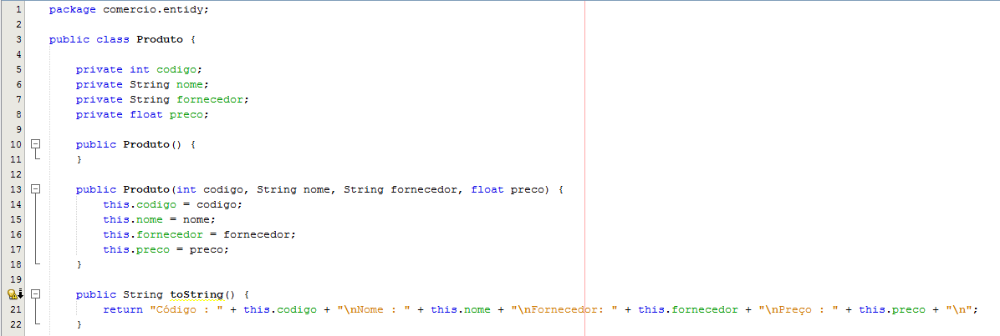 1 package comercio.entidy;
2
3 public class Produto {
4
5 private int codigo;
6 private String nome;
7 private String fornecedor;
8 private float preco;
9
10 public Produto() {
11 }
12
13 public Produto(int codigo, String nome, String fornecedor, float preco) {
14 this.codigo = codigo;
15 this.nome = nome;
16 this.fornecedor = fornecedor;
17 this.preco = preco;
18 }
19
public String toString() {
21 return "Código : " + this.codigo + "\nNome : " + this.nome + "\nFornecedor: " + this.fornecedor + "\nPreço : " + this.preco + "\n";
22 }